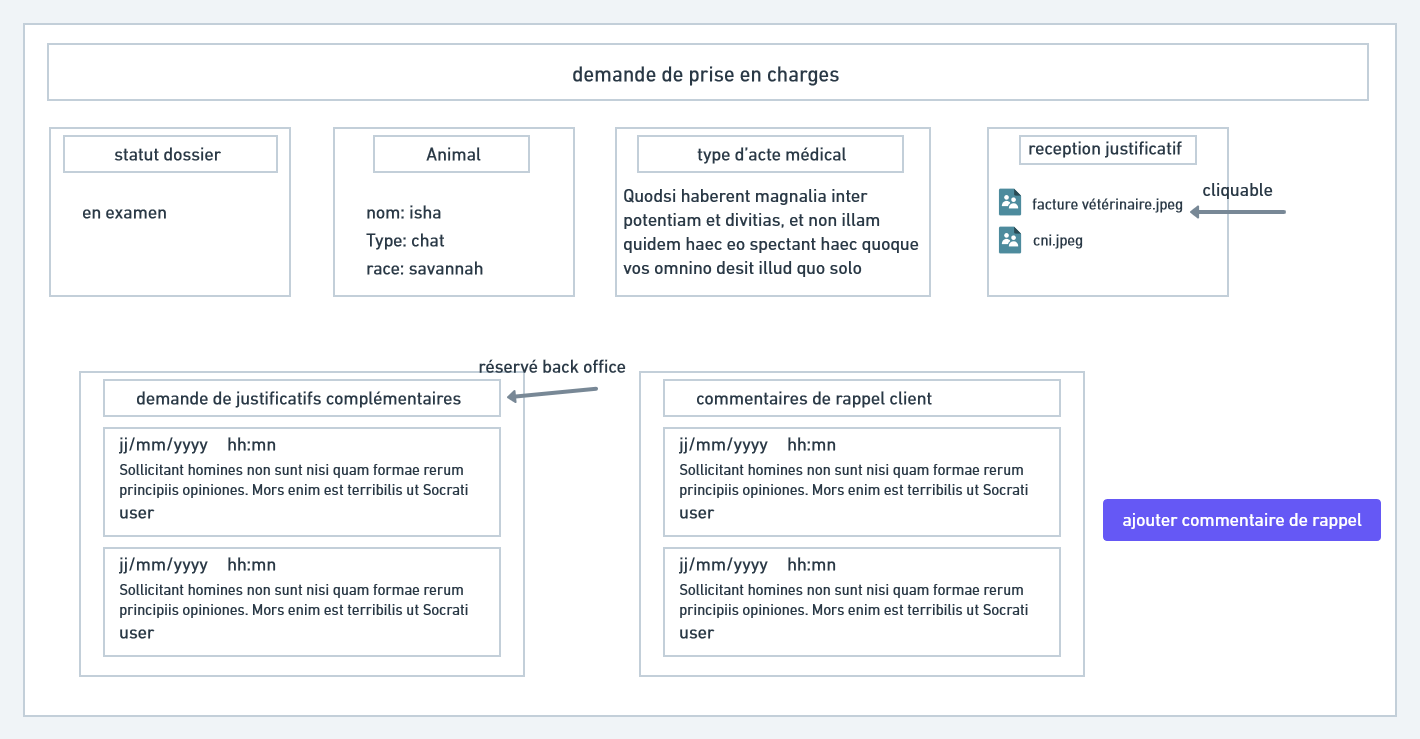 demande de prise en charges
statut dossier
en examen
Animal
nom: isha
Type: chat
race: savannah
type d'acte médical
Quodsi haberent magnalia inter
potentiam et divitias, et non illam
quidem haec eo spectant haec quoque
vos omnino desit illud quo solo
reception justificatif
facture vétérinaire.jpeg
cni.jpeg
cliquable
réservé back office
demande de justificatifs complémentaires
jj/mm/yyyy hh:mn
Sollicitant homines non sunt nisi quam formae rerum
principiis opiniones. Mors enim est terribilis ut Socrati
user
jj/mm/yyyy hh:mn
Sollicitant homines non sunt nisi quam formae rerum
principiis opiniones. Mors enim est terribilis ut Socrati
user
commentaires de rappel client
jj/mm/yyyy hh:mn
Sollicitant homines non sunt nisi quam formae rerum
principiis opiniones. Mors enim est terribilis ut Socrati
user
jj/mm/yyyy hh:mn
Sollicitant homines non sunt nisi quam formae rerum
principiis opiniones. Mors enim est terribilis ut Socrati
user
ajouter commentaire de rappel